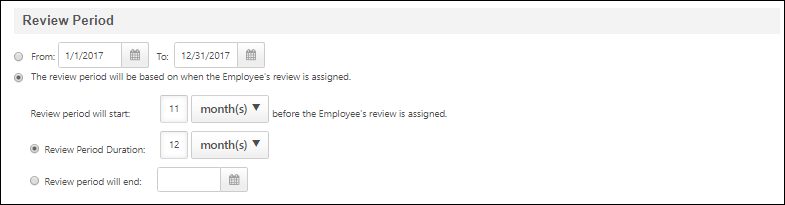 Review Period
From: 1/1/2017 To: 12/31/2017
The review period will be based on when the Employee's review is assigned.
Review period will start: 11 month(s) before the Employee's review is assigned.
Review Period Duration: 12 month(s)
Review period will end: